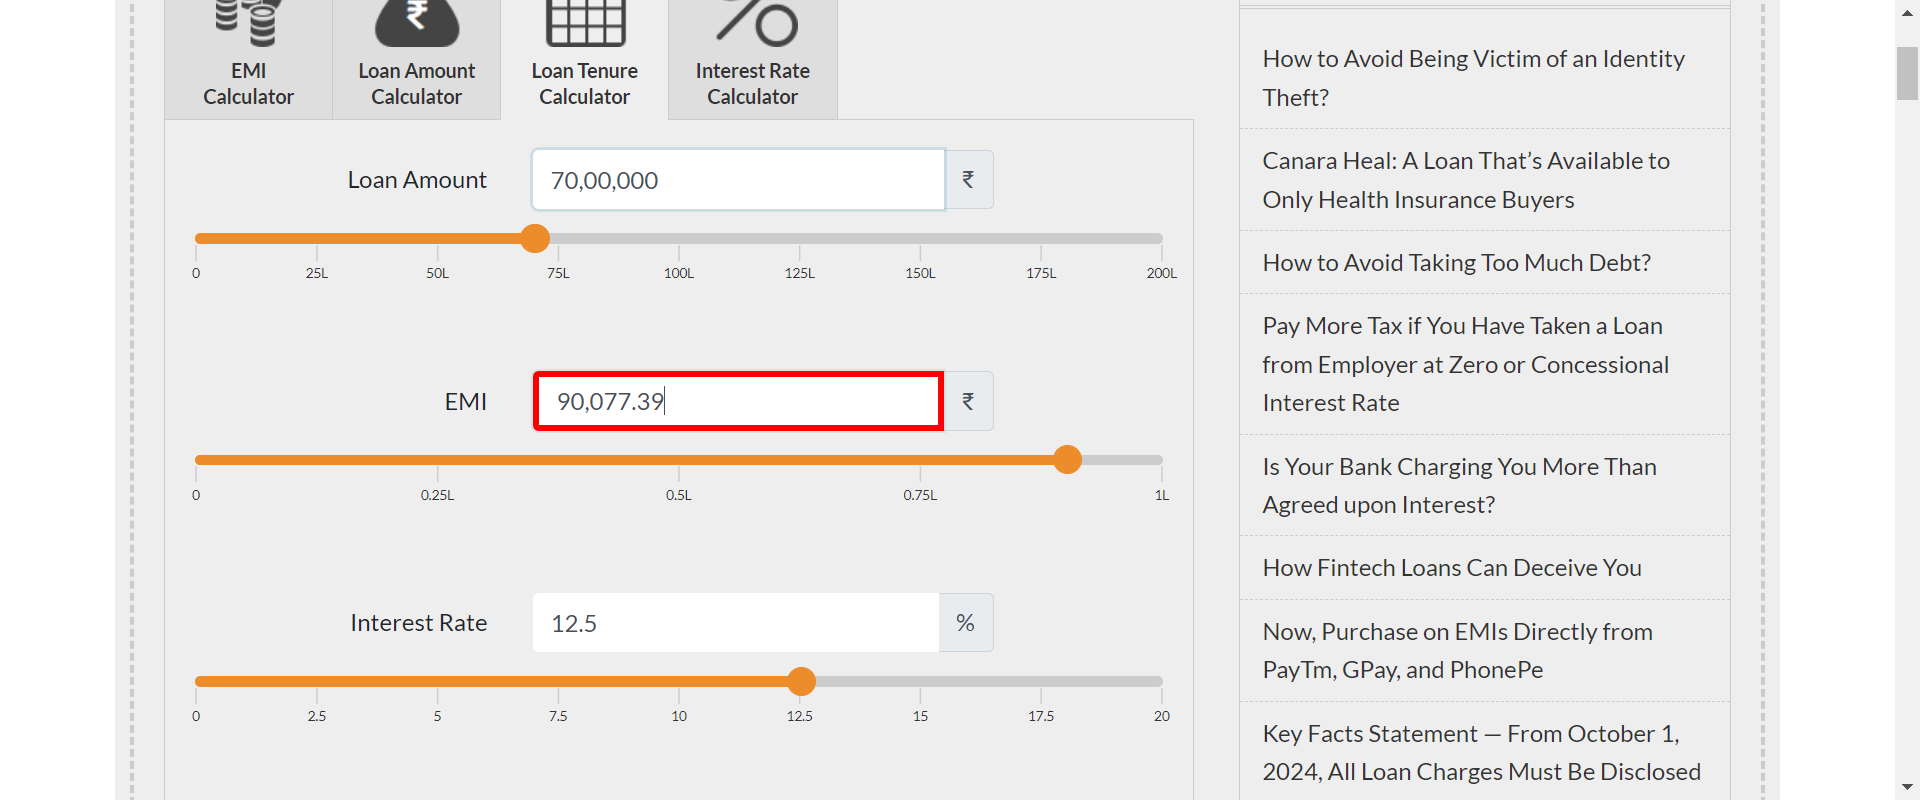 EMI
Calculator
Loan Amount
Calculator
Loan Tenure
Calculator
Interest Rate
Calculator
Loan Amount
70,00,000
₹
0
25L
50L
75L
100L
125L
150L
175L
200L
EMI
90,077.39
₹
0
0.25L
0.5L
0.75L
1L
Interest Rate
12.5
%
0
2.5
5
7.5
10
12.5
15
17.5
20
How to Avoid Being Victim of an Identity
Theft?
Canara Heal: A Loan That’s Available to
Only Health Insurance Buyers
How to Avoid Taking Too Much Debt?
Pay More Tax if You Have Taken a Loan
from Employer at Zero or Concessional
Interest Rate
Is Your Bank Charging You More Than
Agreed upon Interest?
How Fintech Loans Can Deceive You
Now, Purchase on EMIs Directly from
PayTm, GPay, and PhonePe
Key Facts Statement — From October 1,
2024, All Loan Charges Must Be Disclosed